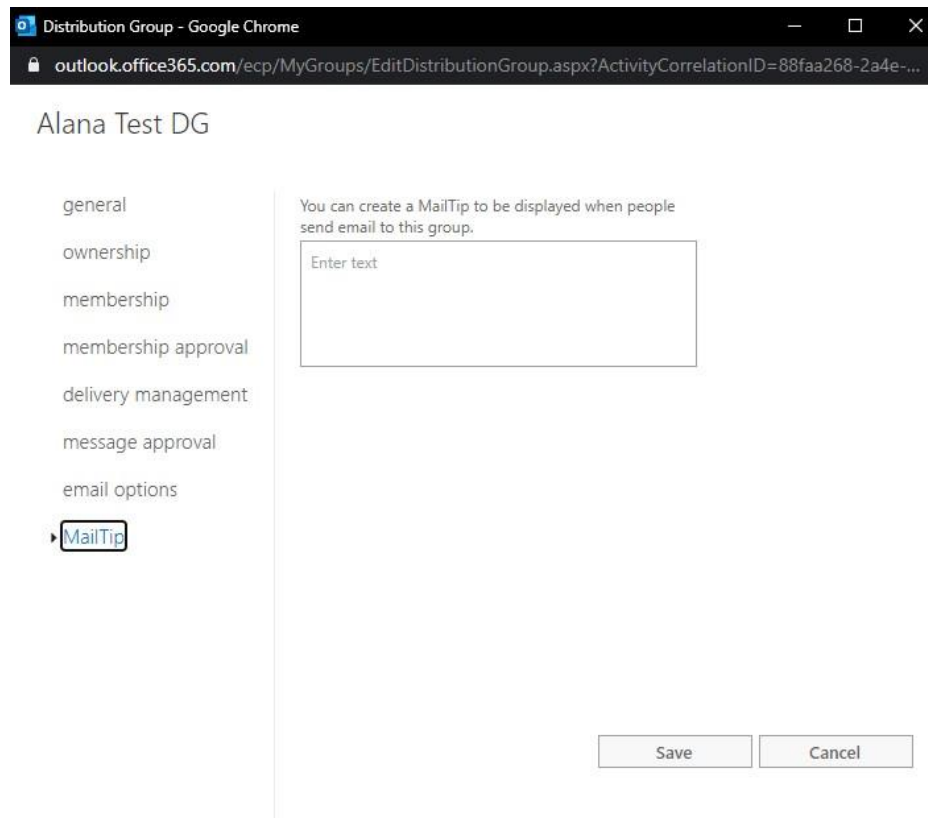 Distribution Group - Google Chrome
outlook.office365.com/ecp/MyGroups/EditDistributionGroup.aspx?ActivityCorrelationID=88faa268-2a4e-...
Alana Test DG
general
ownership
membership
membership approval
delivery management
message approval
email options
MailTip
You can create a MailTip to be displayed when people
send email to this group.
Enter text
Save
Cancel